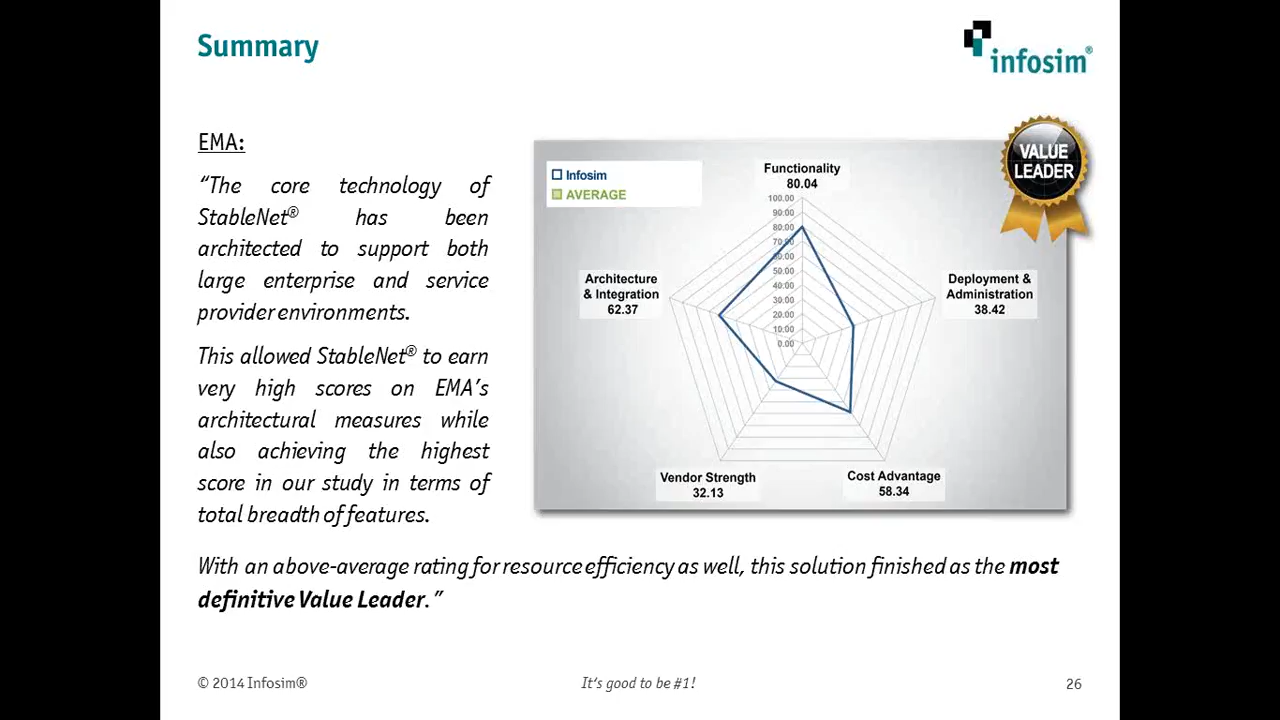 Summary
infosim®
EMA:
“The core technology of
StableNet® has been
architected to support both
large enterprise and service
provider environments.
This allowed StableNet® to earn
very high scores on EMA’s
architectural measures while
also achieving the highest
score in our study in terms of
total breadth of features.
Infosim
AVERAGE
VALUE
LEADER
Functionality
80.04
100.00
90.00
80.00
70.00
60.00
50.00
40.00
30.00
20.00
10.00
0.00
Architecture
& Integration
62.37
Deployment &
Administration
38.42
Vendor Strength
32.13
Cost Advantage
58.34
With an above-average rating for resource efficiency as well, this solution finished as the most
definitive Value Leader.”
© 2014 Infosim®
It’s good to be #1!
26